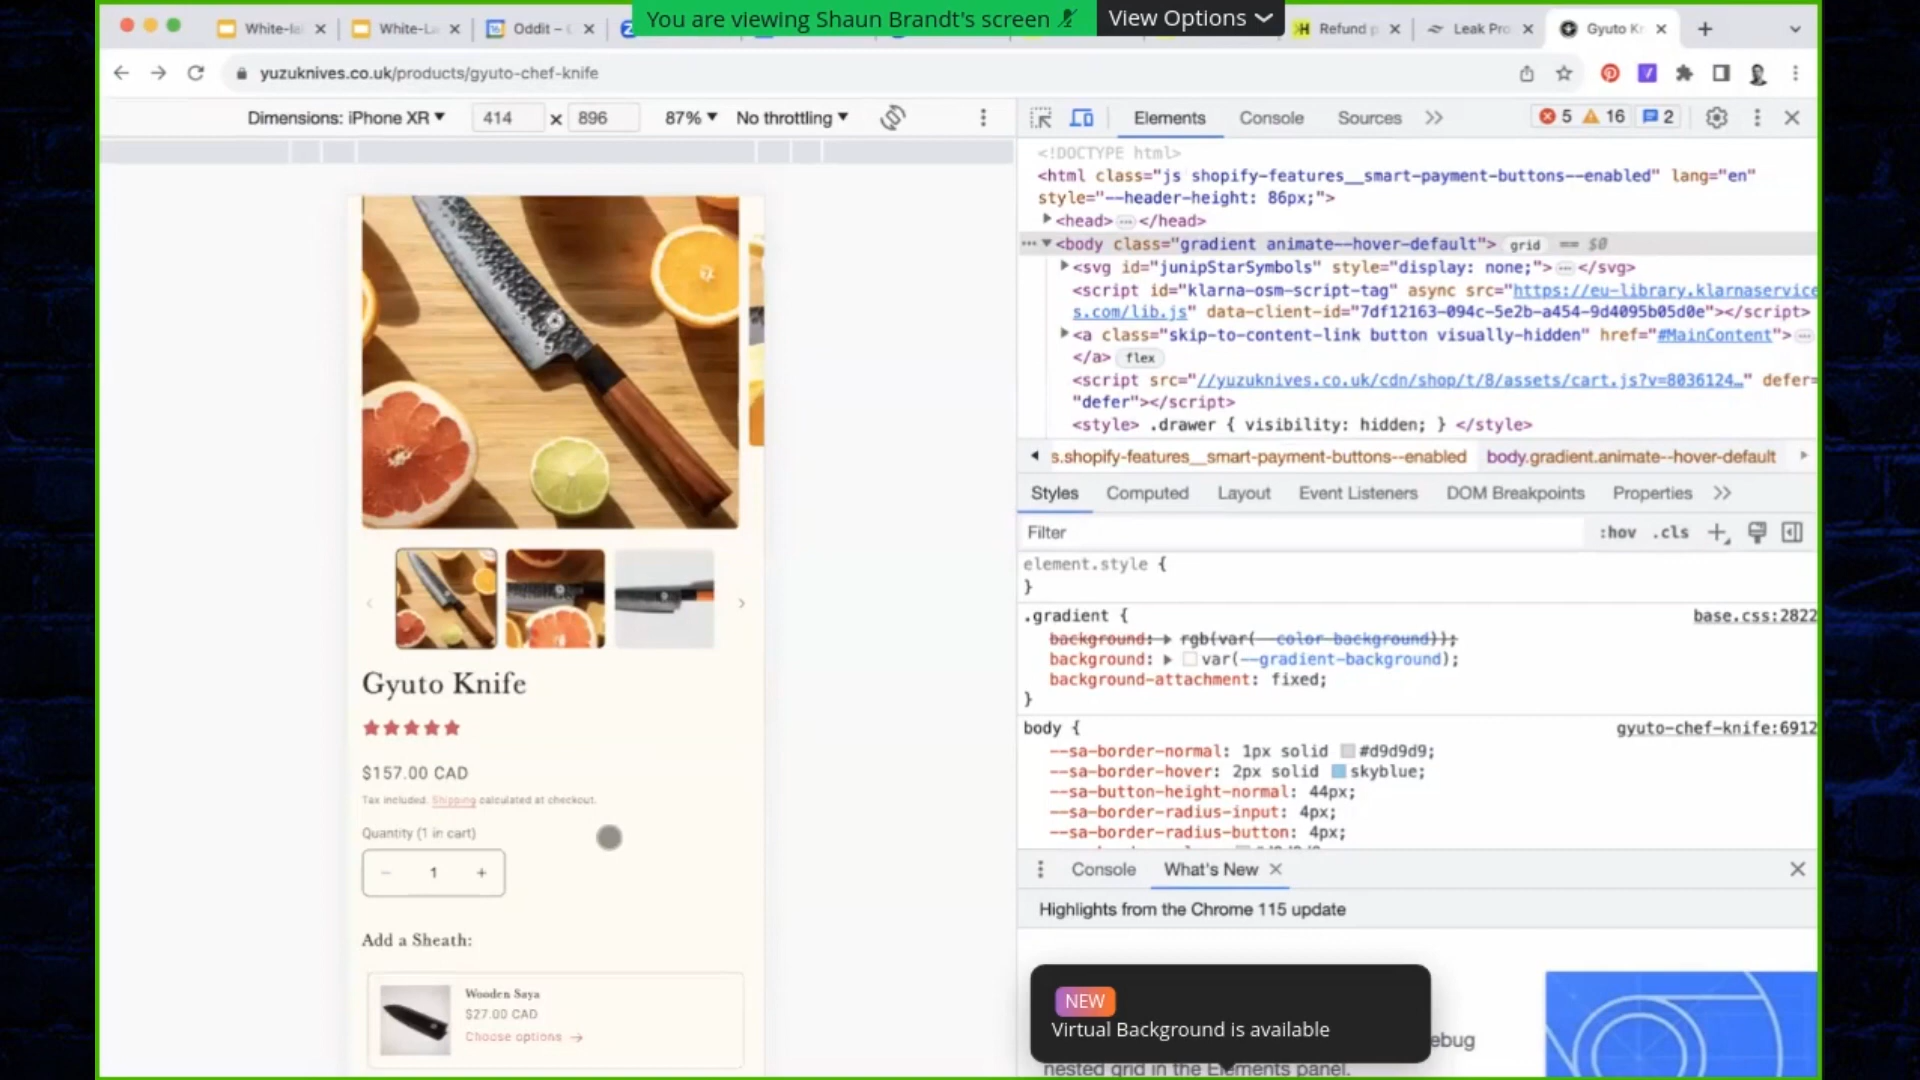 You are viewing Shaun Brandt's screen
View Options
White-la
White-La
Oddit –
Refund p
Leak Pro
Gyuto Kr
yuzuknives.co.uk/products/gyuto-chef-knife
Dimensions: iPhone XR
414 x 896
87%
No throttling
Elements
Console
Sources
5
16
2
<!DOCTYPE html>
<html class="js shopify-features__smart-payment-buttons--enabled" lang="en"
style="--header-height: 86px;">
<head> </head>
<body class="gradient animate--hover-default"> grid == $0
<svg id="junipStarSymbols" style="display: none;"> </svg>
<script id="klarna-osm-script-tag" async src="https://eu-library.klarnaservice
s.com/lib.js" data-client-id="7df12163-094c-5e2b-a454-9d4095b05d0e"></script>
<a class="skip-to-content-link button visually-hidden" href="#MainContent">
</a> flex
<script src="//yuzuknives.co.uk/cdn/shop/t/8/assets/cart.js?v=8036124…" defer=
"defer"></script>
<style> .drawer { visibility: hidden; } </style>
s.shopify-features__smart-payment-buttons--enabled
body.gradient.animate--hover-default
Styles
Computed
Layout
Event Listeners
DOM Breakpoints
Properties
Filter
:hov
.cls
element.style {
}
.gradient {
base.css:2822
background: rgb(var(--color-background));
background: var(--gradient-background);
background-attachment: fixed;
}
body {
gyuto-chef-knife:6912
--sa-border-normal: 1px solid #d9d9d9;
--sa-border-hover: 2px solid skyblue;
--sa-button-height-normal: 44px;
--sa-border-radius-input: 4px;
--sa-border-radius-button: 4px;
Console
What's New
Highlights from the Chrome 115 update
NEW
Virtual Background is available
ebug
nested grid in the Elements panel.
Gyuto Knife
$157.00 CAD
Tax included. Shipping calculated at checkout.
Quantity (1 in cart)
− 1 +
Add a Sheath:
Wooden Saya
$27.00 CAD
Choose options →